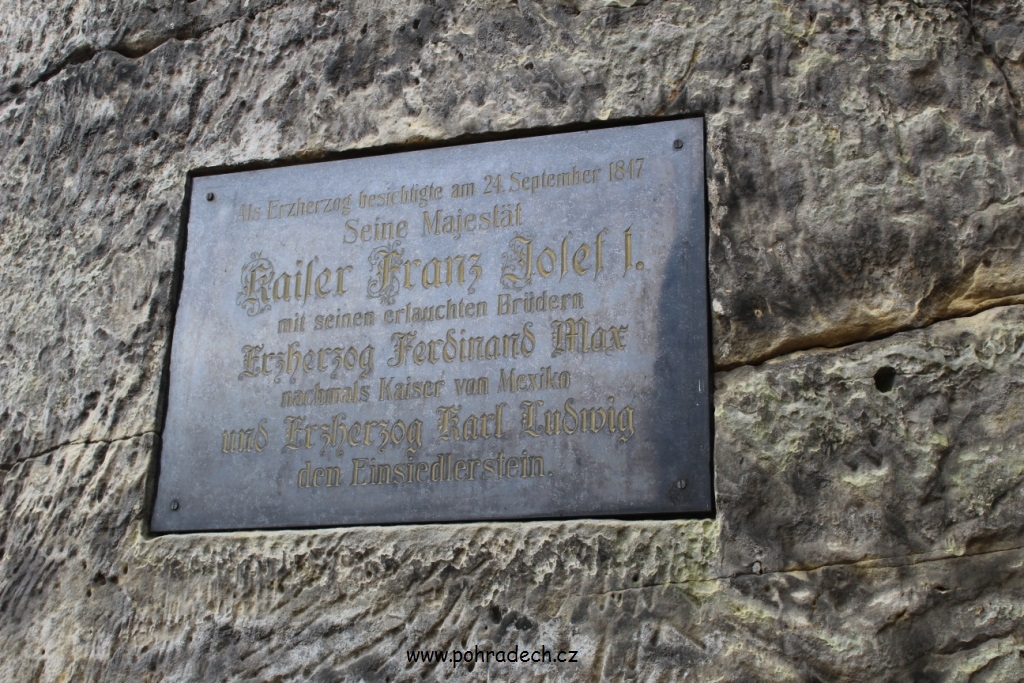 Als Erzherzog besichtigte am 24. September 1847
Seine Majestät
Kaiser Franz Josef I.
mit seinen erlauchten Brüdern
Erzherzog Ferdinand Max
nachmals Kaiser von Mexiko
und Erzherzog Karl Ludwig
den Einsiedlerstein.
www.pohradech.cz